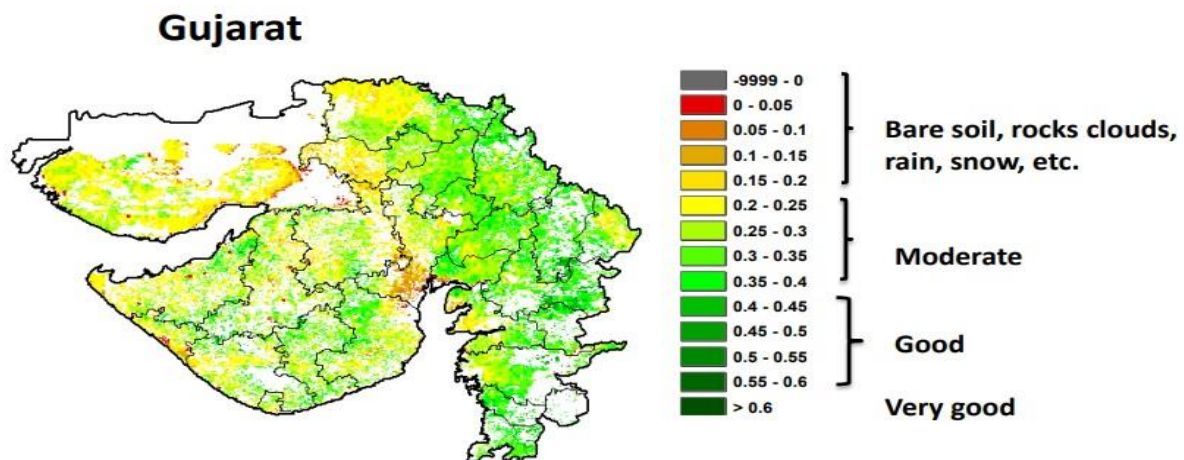 Gujarat
-9999 - 0
0 - 0.05
0.05 - 0.1
0.1 - 0.15
0.15 - 0.2
0.2 - 0.25
0.25 - 0.3
0.3 - 0.35
0.35 - 0.4
0.4 - 0.45
0.45 - 0.5
0.5 - 0.55
0.55 - 0.6
> 0.6
Bare soil, rocks clouds,
rain, snow, etc.
Moderate
Good
Very good